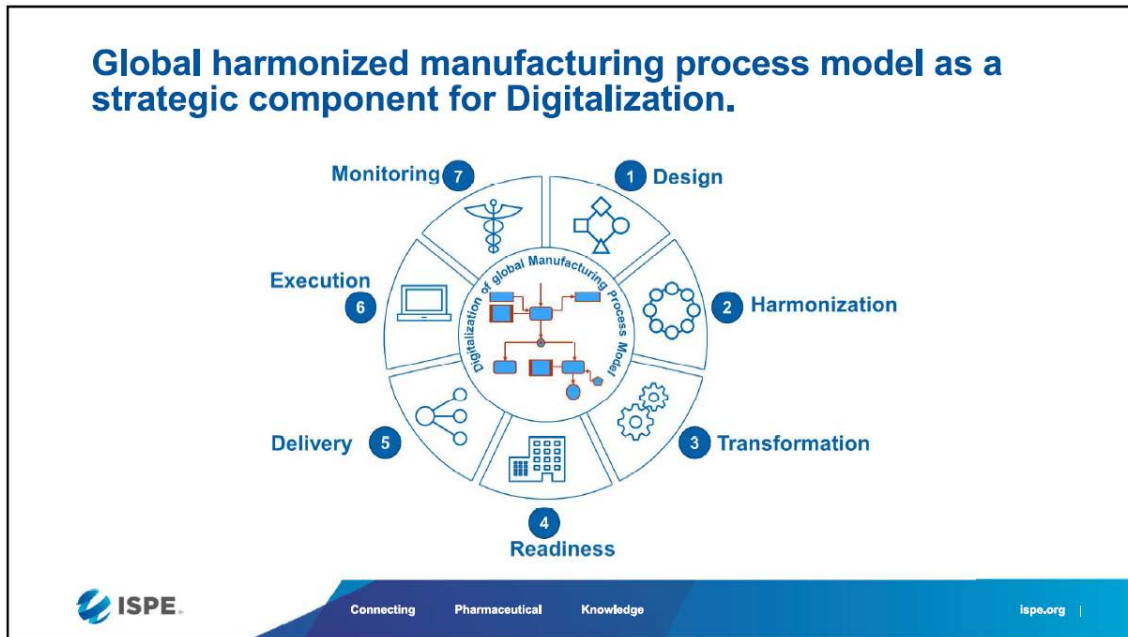 Global harmonized manufacturing process model as a
strategic component for Digitalization.
Monitoring 7
1 Design
Execution
6
2 Harmonization
Digitalization of global Manufacturing Process Model
Delivery 5
3 Transformation
4
Readiness
ISPE.
Connecting Pharmaceutical Knowledge
ispe.org |